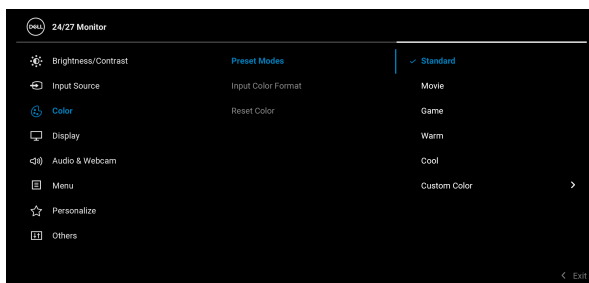 DELL 24/27 Monitor
Brightness/Contrast Preset Modes Standard
Input Source Input Color Format Movie
Color Reset Color Game
Display Warm
Audio & Webcam Cool
Menu Custom Color
Personalize
Others
Exit